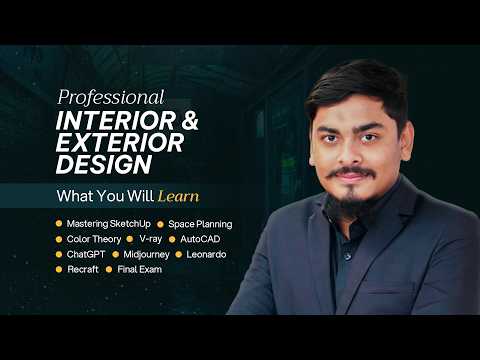 Professional
INTERIOR &
EXTERIOR
DESIGN
What You Will Learn
Mastering SketchUp Space Planning
Color Theory V-ray AutoCAD
ChatGPT Midjourney Leonardo
Recraft Final Exam